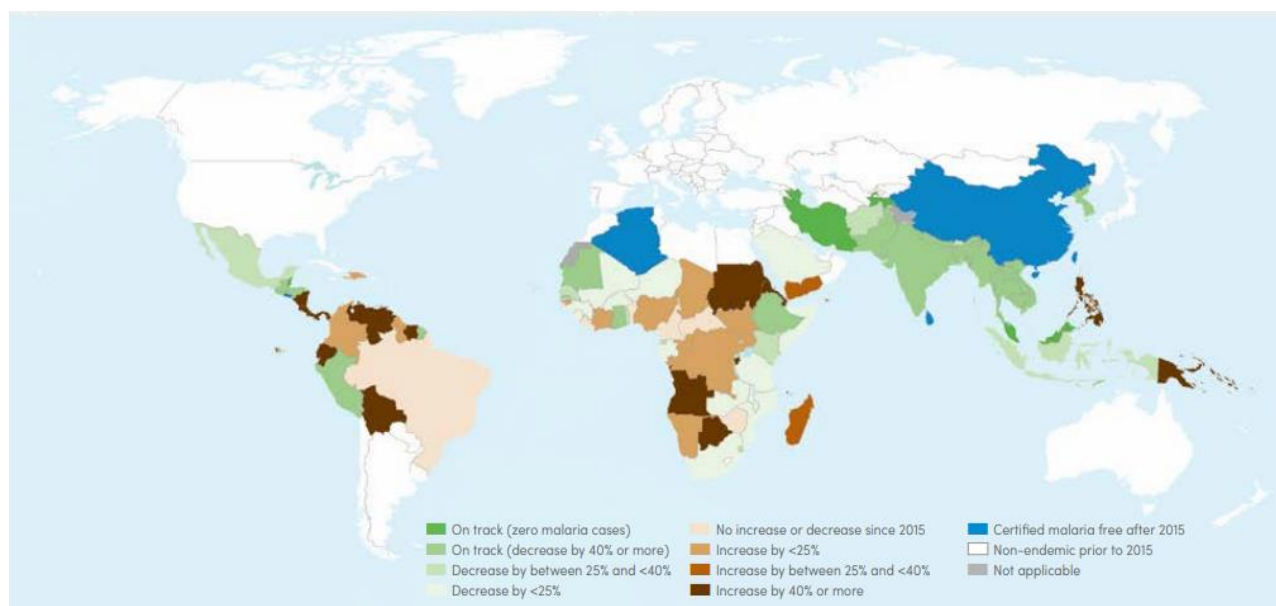 On track (zero malaria cases)
On track (decrease by 40% or more)
Decrease by between 25% and <40%
Decrease by <25%
No increase or decrease since 2015
Increase by <25%
Increase by between 25% and <40%
Increase by 40% or more
Certified malaria free after 2015
Non-endemic prior to 2015
Not applicable